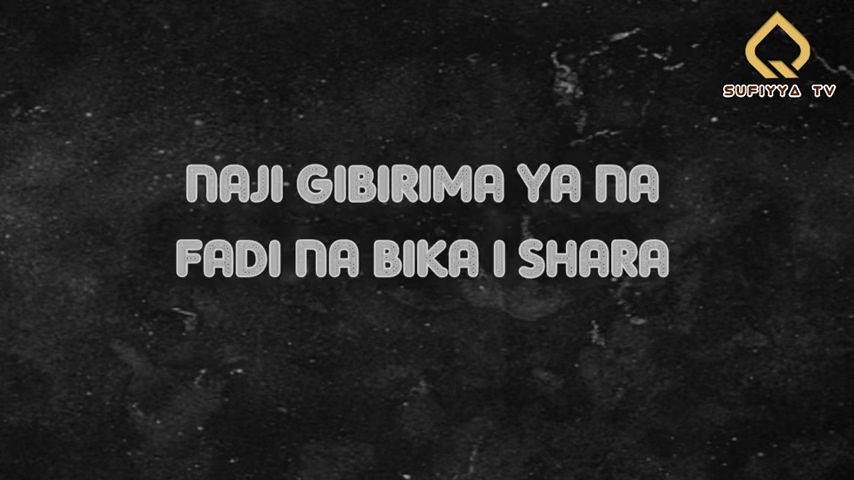 SUFIYYA TV
NAJI GIBIRIMA YA NA
FADI NA BIKA I SHARA